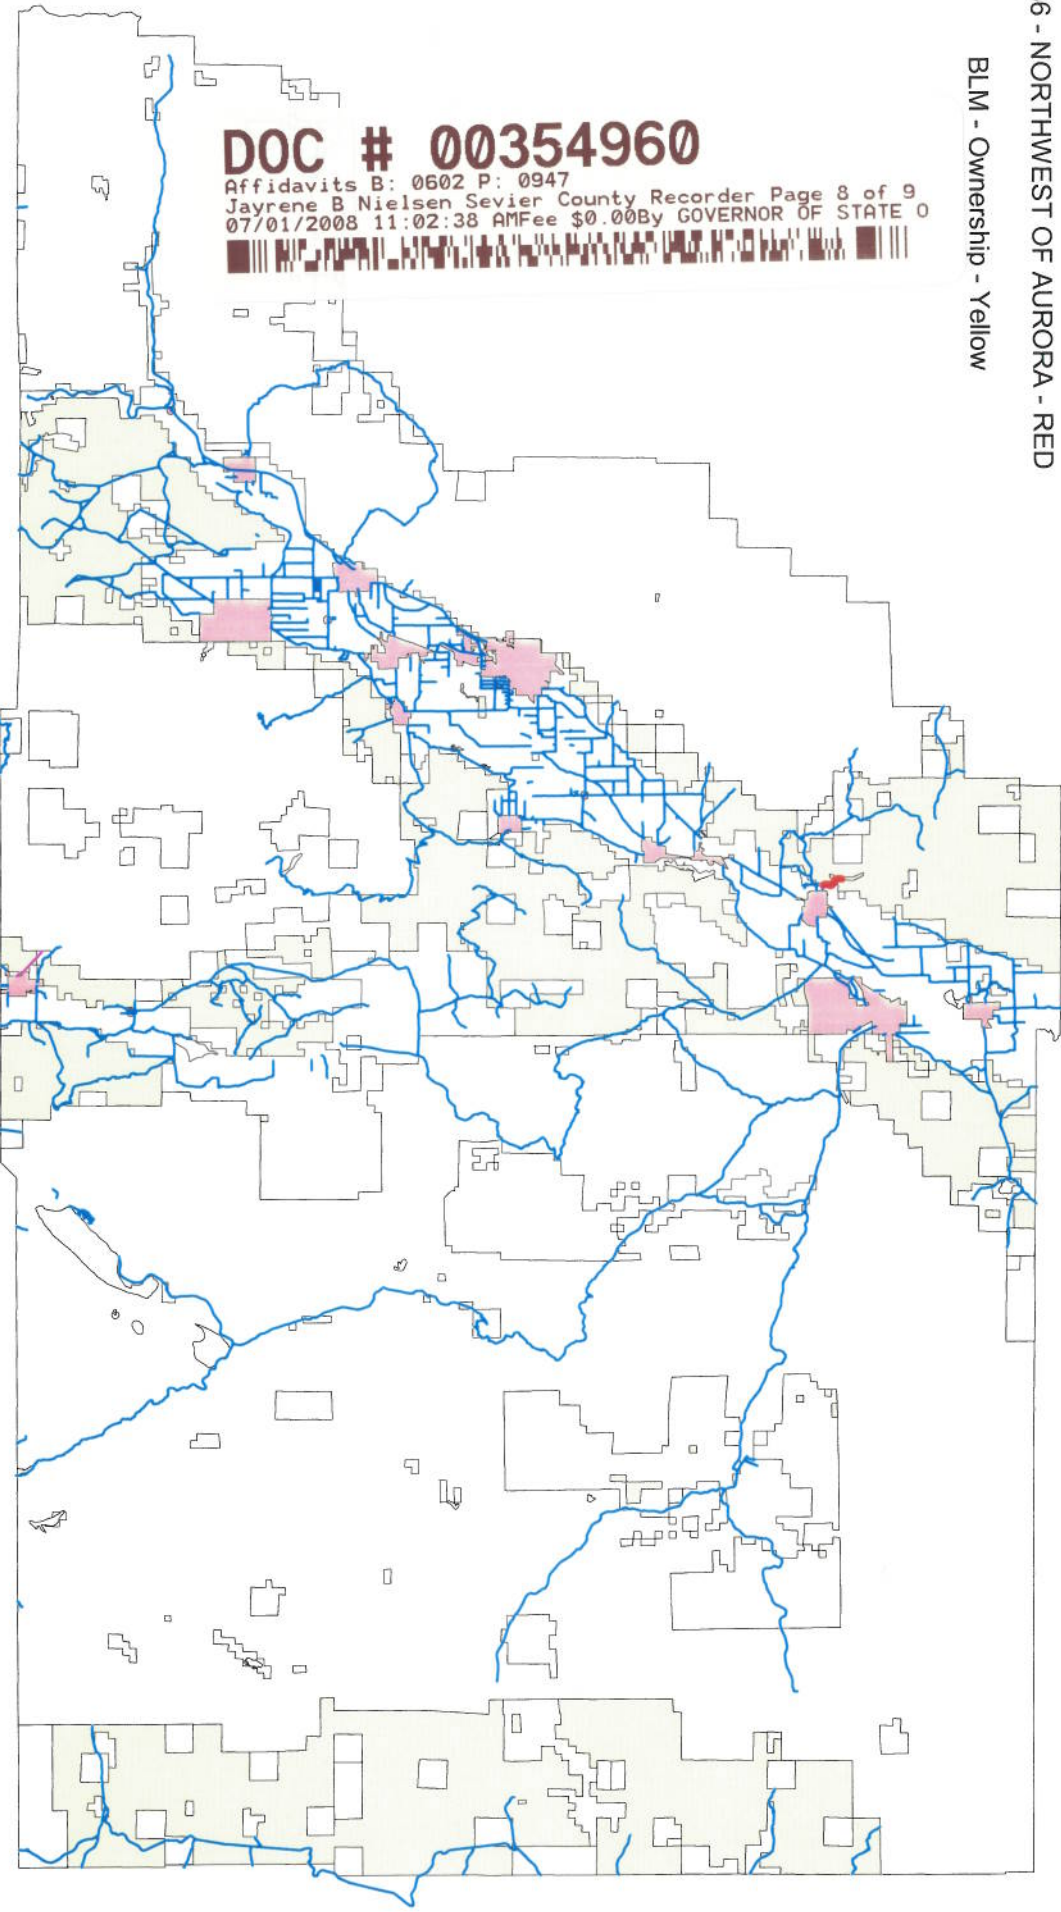 6 - NORTHWEST OF AURORA - RED
BLM - Ownership - Yellow
DOC # 00354960
Affidavits B: 0602 P: 0947
Jayrene B Nielsen Sevier County Recorder Page 8 of 9
07/01/2008 11:02:38 AMFee $0.00By GOVERNOR OF STATE O